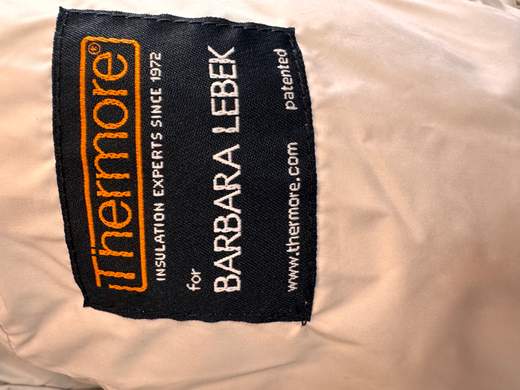 Thermore®
INSULATION EXPERTS SINCE 1972
for
BARBARA LEBEK
www.thermore.com patented